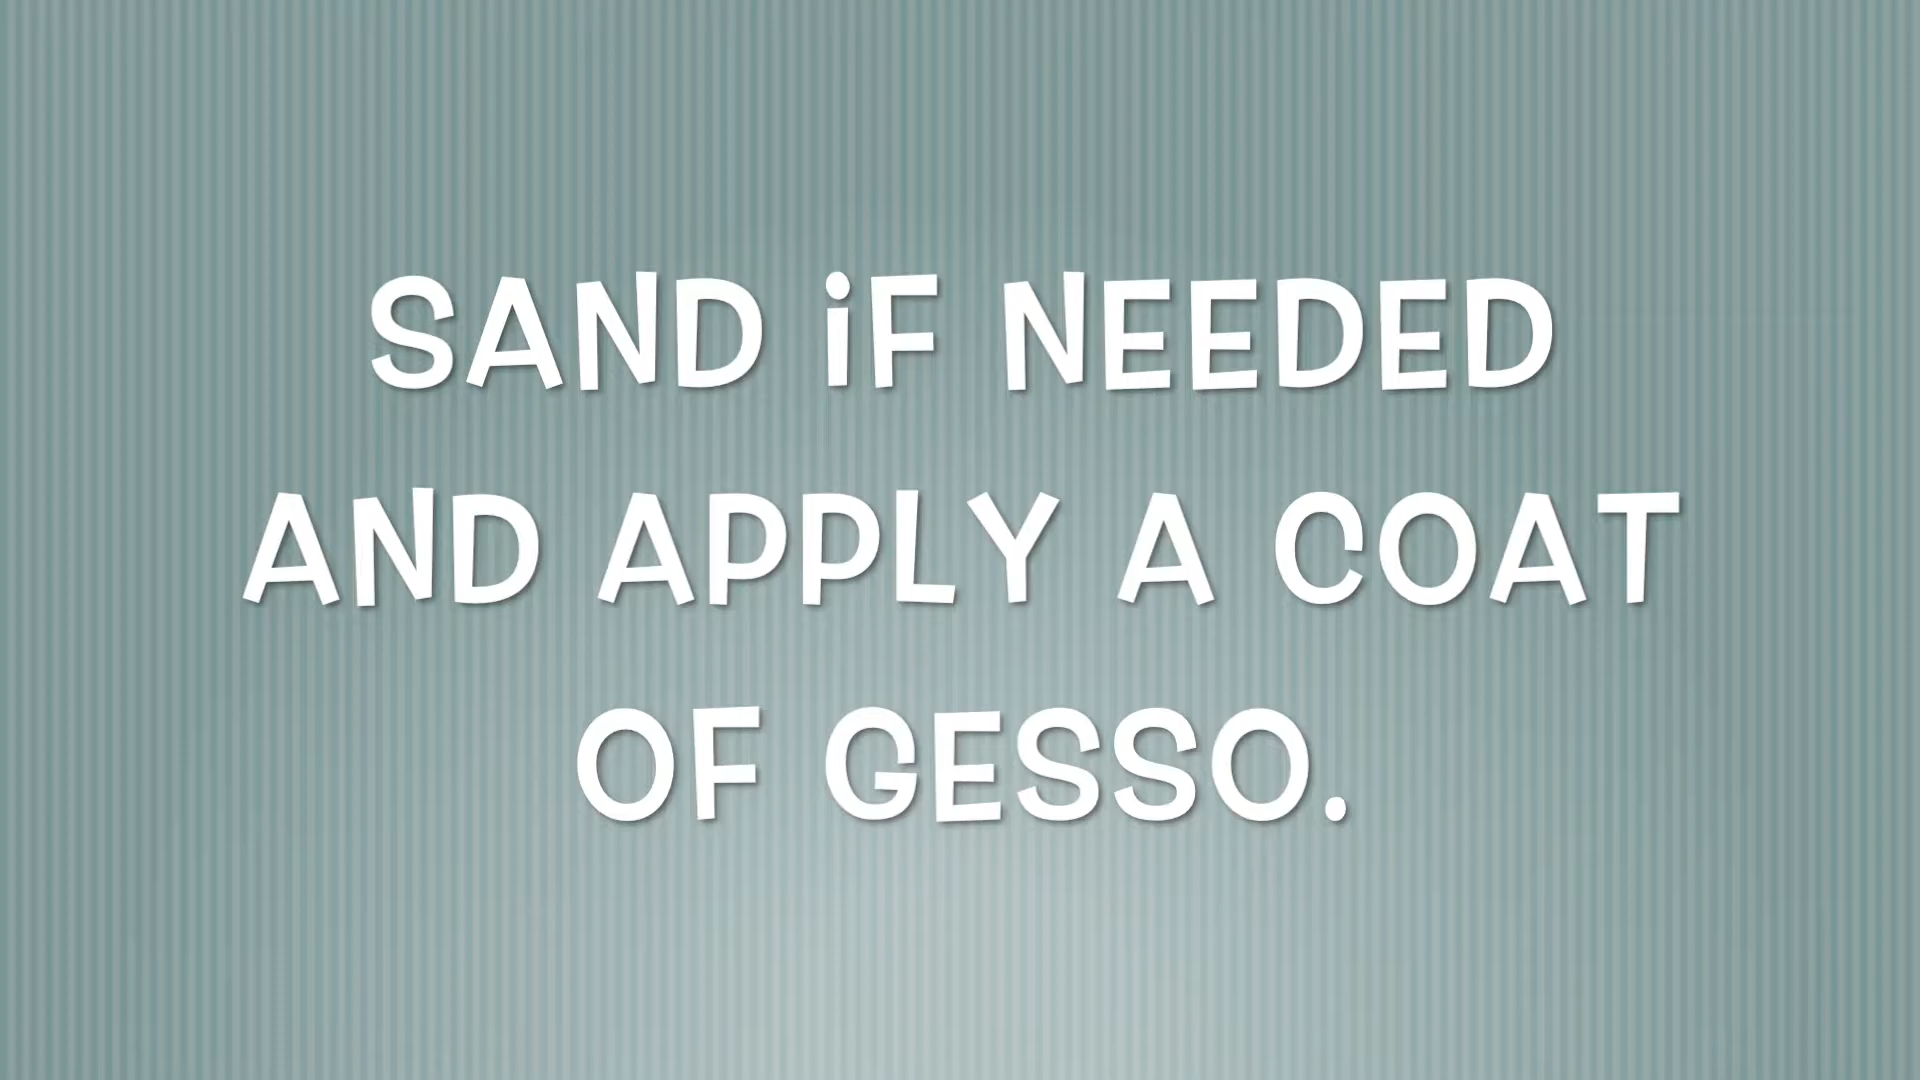 SAND iF NEEDED
AND APPLY A COAT
OF GESSO.